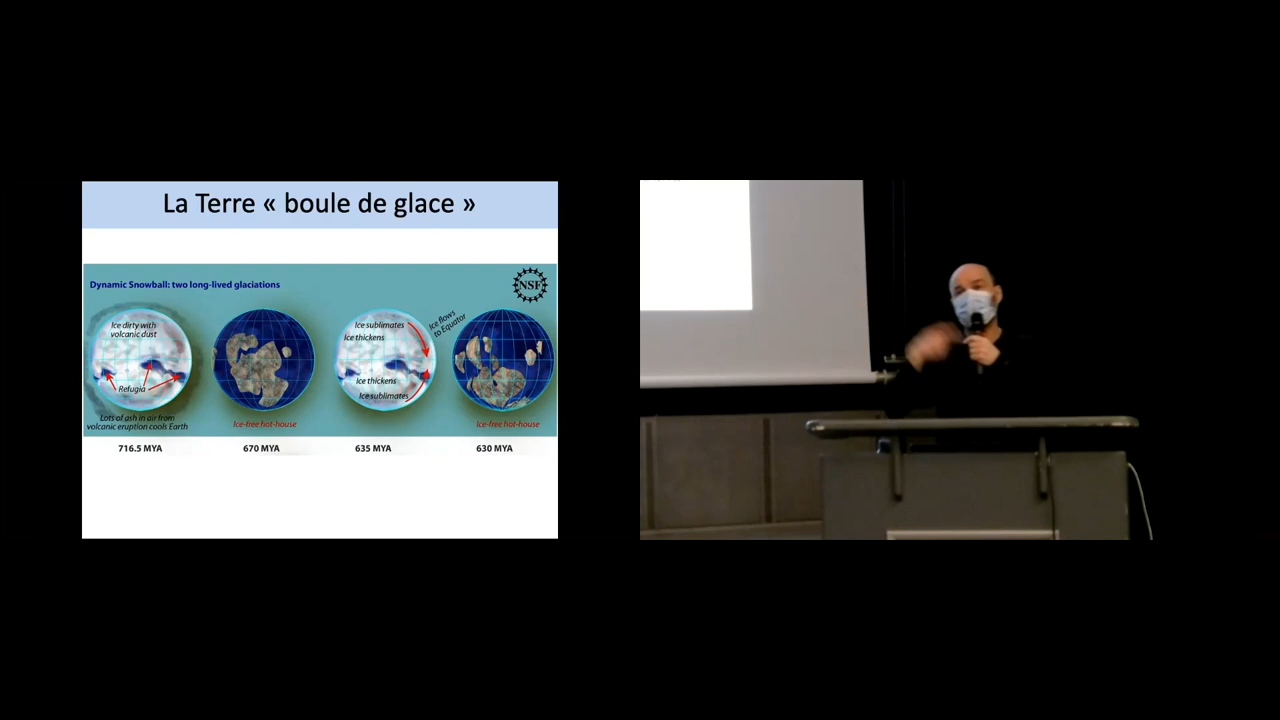 La Terre « boule de glace »
Dynamic Snowball: two long-lived glaciations
NSF
Ice dirty with
volcanic dust
Refugia
Lots of ash in air from
volcanic eruption cools Earth
Ice-free hot-house
Ice sublimates
Ice thickens
Ice flows
to Equator
Ice thickens
Ice sublimates
Ice-free hot-house
716.5 MYA
670 MYA
635 MYA
630 MYA